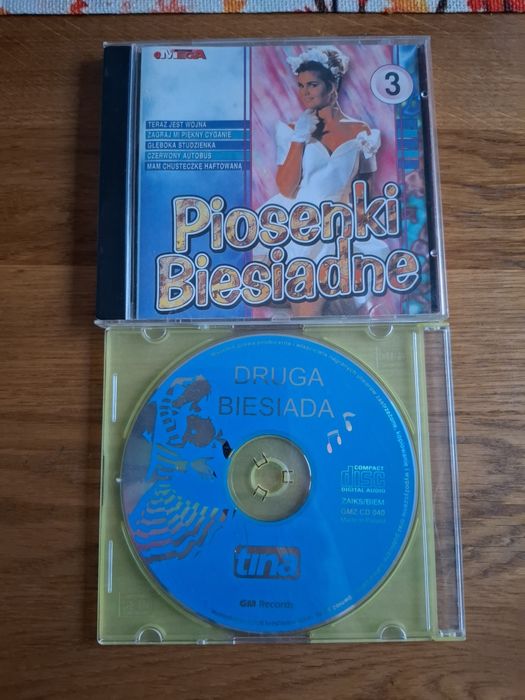 OMEGA
3
TERAZ JEST WOJNA
ZAGRAJ MI PIĘKNY CYGANIE
GŁĘBOKA STUDZIENKA
CZERWONY AUTOBUS
MAM CHUSTECZKĘ HAFTOWANĄ
Piosenki
Biesiadne
DRUGA
BIESIADA
COMPACT
disc
DIGITAL AUDIO
ZAIKS/BIEM
GMZ CD 040
Made in Poland
tina
GM Records